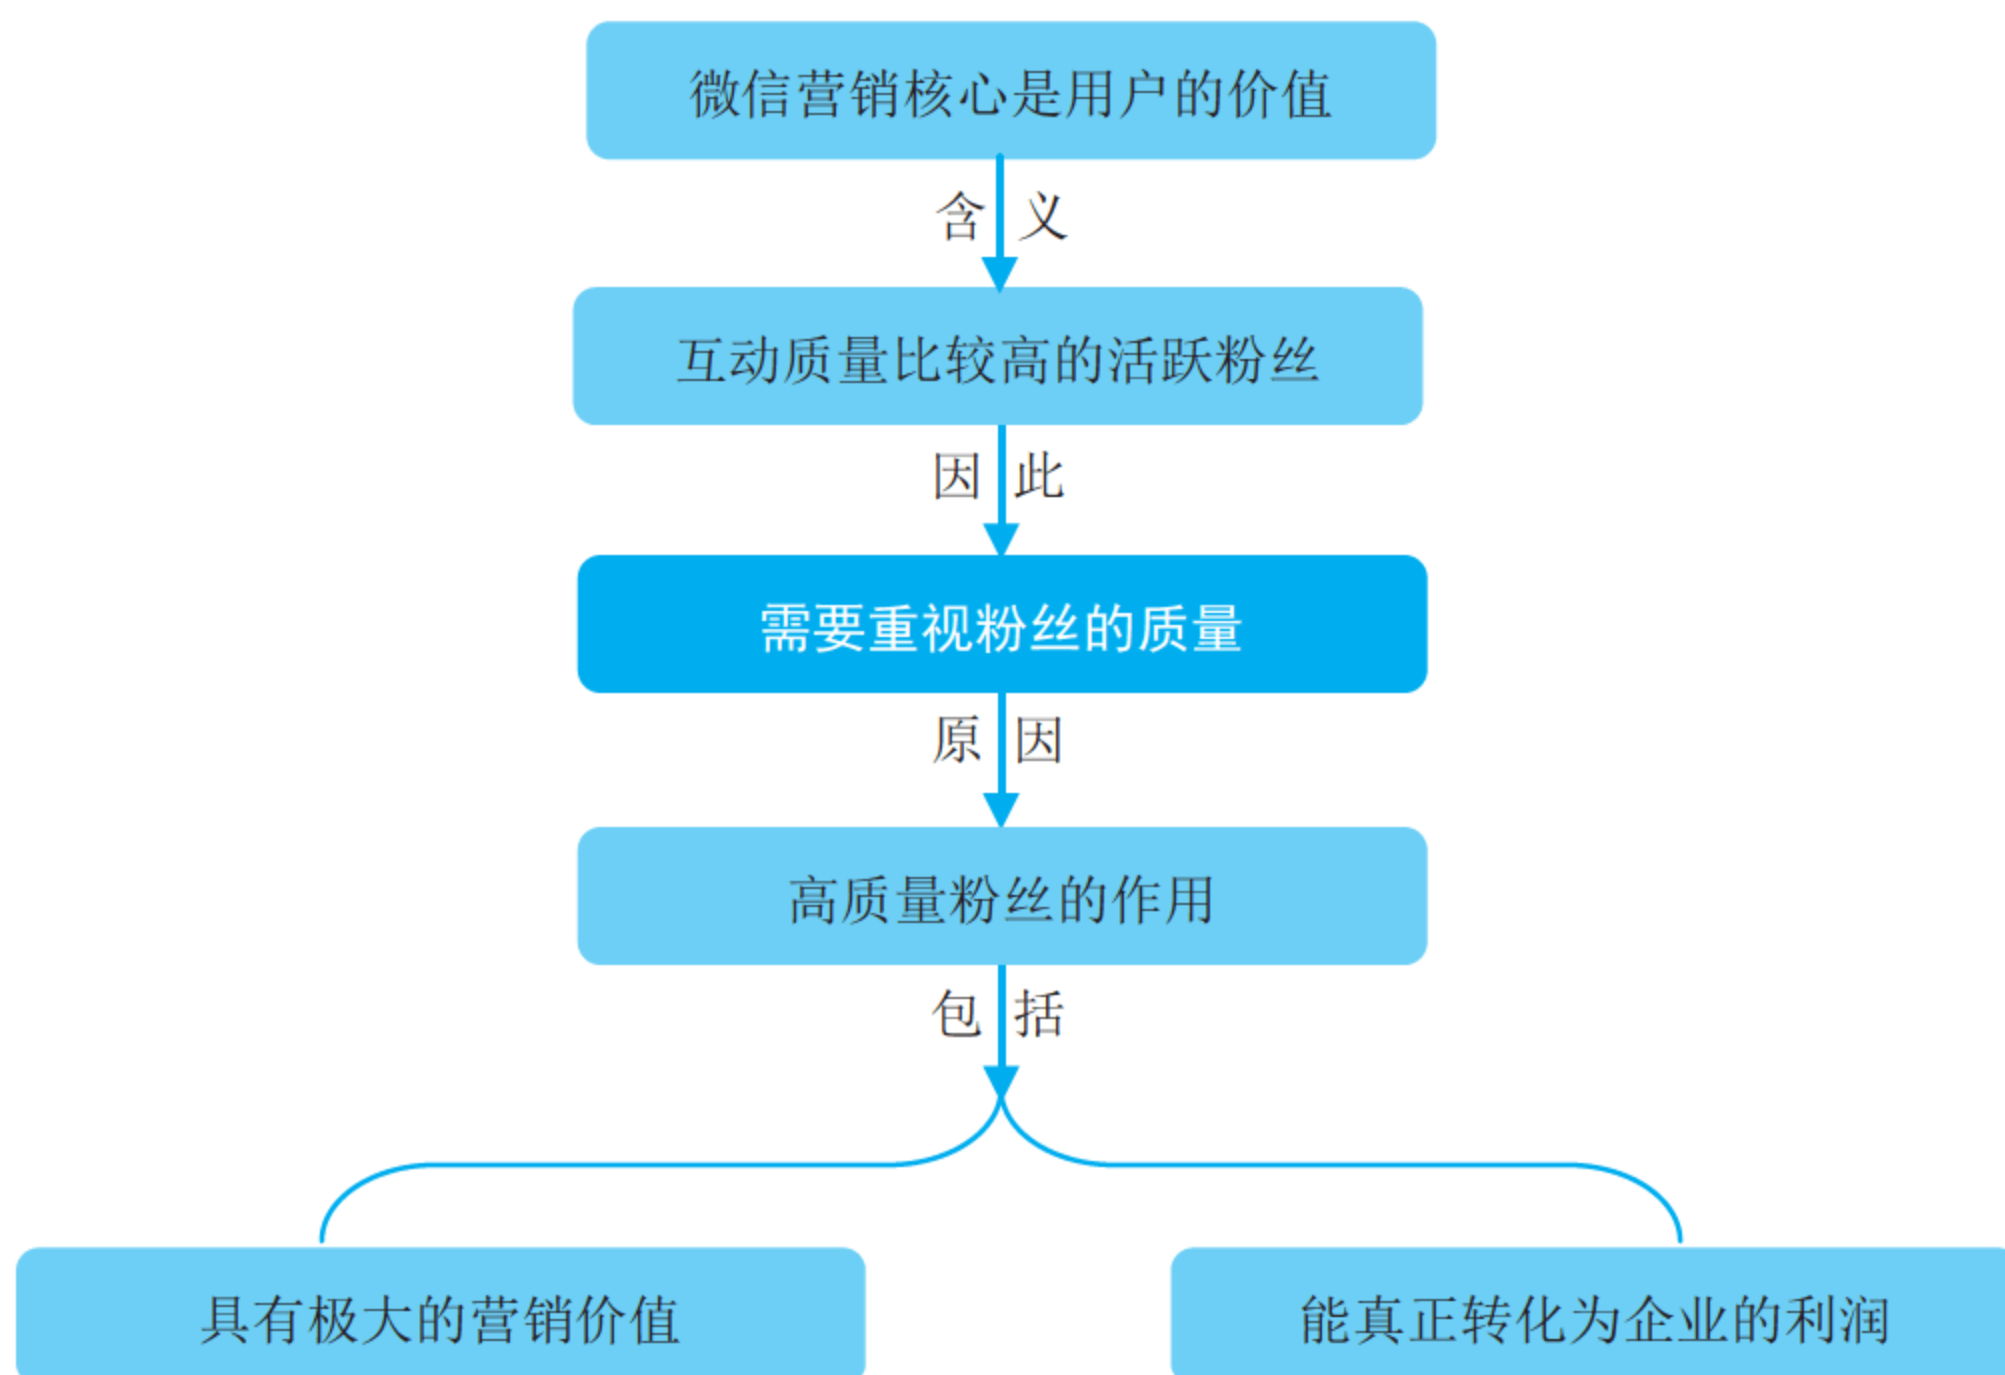 微信营销核心是用户的价值
含义
互动质量比较高的活跃粉丝
因此
需要重视粉丝的质量
原因
高质量粉丝的作用
包括
具有极大的营销价值
能真正转化为企业的利润